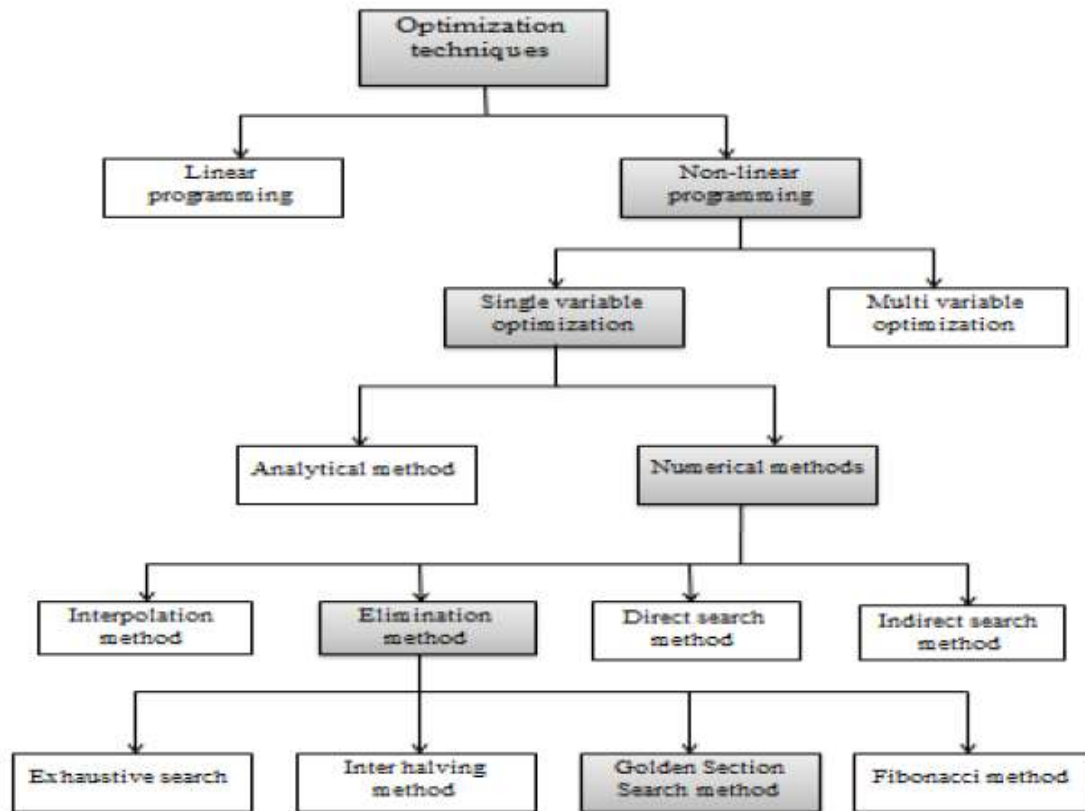 Optimization
techniques
Linear
programming
Non-linear
programming
Single variable
optimization
Multi variable
optimization
Analytical method
Numerical methods
Interpolation
method
Elimination
method
Direct search
method
Indirect search
method
Exhaustive search
Inter halving
method
Golden Section
Search method
Fibonacci method